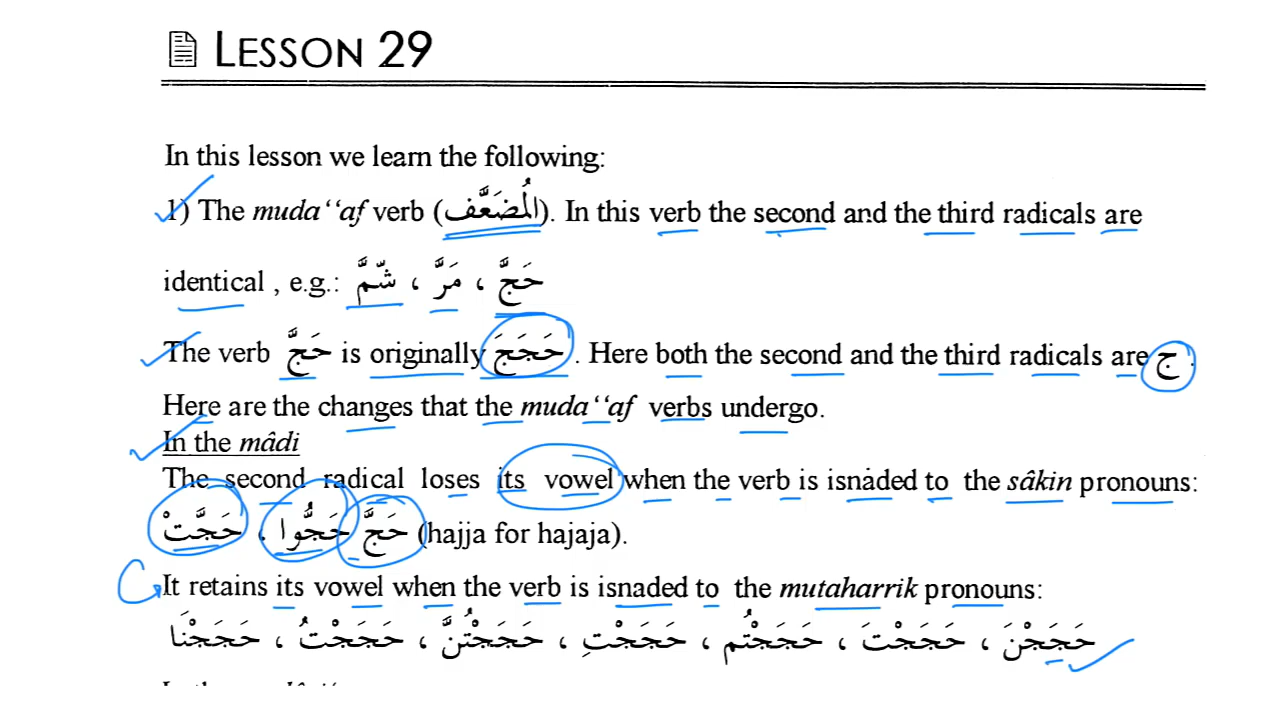 LESSON 29
In this lesson we learn the following:
1) The muda‘‘af verb (المُضَعَّف). In this verb the second and the third radicals are
identical , e.g.: حَجَّ ، مَرَّ ، شَمَّ
The verb حَجَّ is originally حَجَجَ . Here both the second and the third radicals are ج .
Here are the changes that the muda‘‘af verbs undergo.
In the mâdi
The second radical loses its vowel when the verb is isnaded to the sâkin pronouns:
حَجَّ حَجُّوا ، حَجَّتْ (hajja for hajaja).
It retains its vowel when the verb is isnaded to the mutaharrik pronouns:
حَجَجْنَ ، حَجَجْتَ ، حَجَجْتُم ، حَجَجْتِ ، حَجَجْتُنَّ ، حَجَجْتُ ، حَجَجْنَا